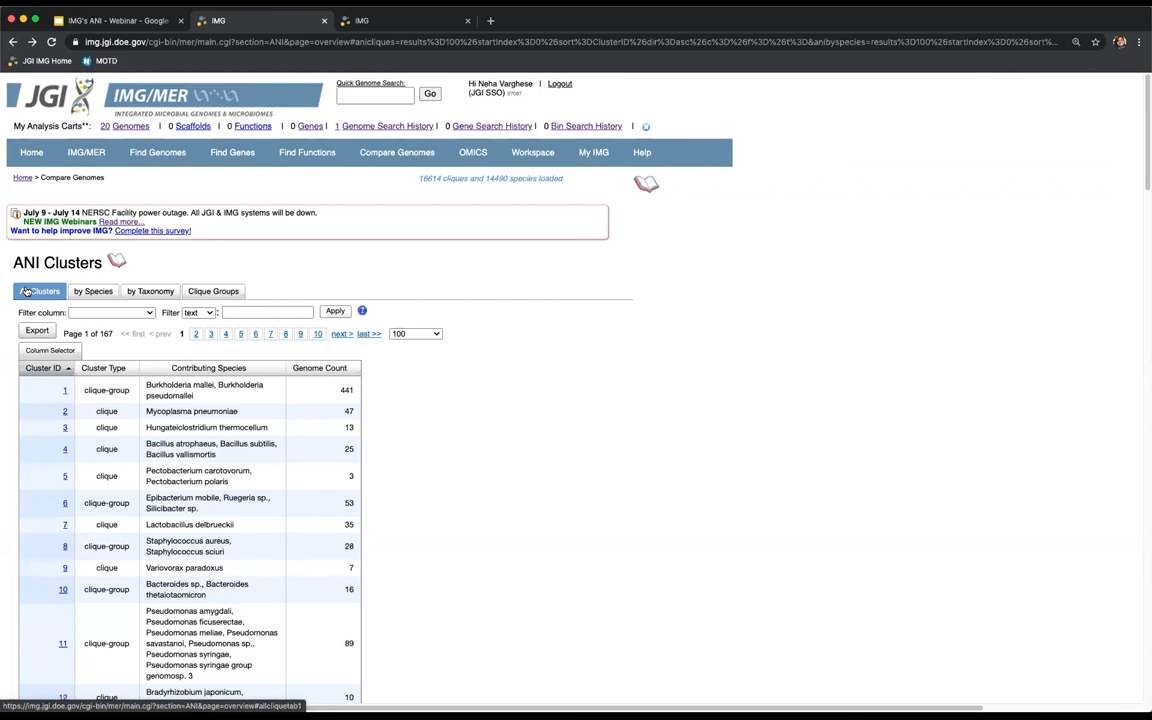 IMG's ANI - Webinar - Google
IMG
IMG
img.jgi.doe.gov/cgi-bin/mer/main.cgi?section=ANI&page=overview#anicliques=results%3D100%26startIndex%3D0%26sort%3DClusterID%26dir%3Dasc%26c%3D%26f%3D%26t%3D&anibyspecies=results%3D100%26startIndex%3D0%26sort%3D%5...
JGI IMG Home
MOTD
JGI
IMG/MER
INTEGRATED MICROBIAL GENOMES & MICROBIOMES
Quick Genome Search:
Go
Hi Neha Varghese | Logout
(JGI SSO) 97087
My Analysis Carts**: 20 Genomes | 0 Scaffolds | 0 Functions | 0 Genes | 1 Genome Search History | 0 Gene Search History | 0 Bin Search History |
Home IMG/MER Find Genomes Find Genes Find Functions Compare Genomes OMICS Workspace My IMG Help
Home > Compare Genomes
16614 cliques and 14490 species loaded
July 9 - July 14 NERSC Facility power outage. All JGI & IMG systems will be down.
NEW IMG Webinars Read more...
Want to help improve IMG? Complete this survey!
ANI Clusters
Clusters by Species by Taxonomy Clique Groups
Filter column: Filter text : Apply ?
Export Page 1 of 167 << first < prev 1 2 3 4 5 6 7 8 9 10 next > last >> 100
Column Selector
Cluster ID Cluster Type Contributing Species Genome Count
1 clique-group Burkholderia mallei, Burkholderia pseudomallei 441
2 clique Mycoplasma pneumoniae 47
3 clique Hungateiclostridium thermocellum 13
4 clique Bacillus atrophaeus, Bacillus subtilis, Bacillus vallismortis 25
5 clique Pectobacterium carotovorum, Pectobacterium polaris 3
6 clique-group Epibacterium mobile, Ruegeria sp., Silicibacter sp. 53
7 clique Lactobacillus delbrueckii 35
8 clique-group Staphylococcus aureus, Staphylococcus sciuri 28
9 clique Variovorax paradoxus 7
10 clique-group Bacteroides sp., Bacteroides thetaiotaomicron 16
11 clique-group Pseudomonas amygdali, Pseudomonas ficuserectae, Pseudomonas meliae, Pseudomonas savastanoi, Pseudomonas sp., Pseudomonas syringae, Pseudomonas syringae group genomosp. 3 89
12 clique Bradyrhizobium japonicum, 10
https://img.jgi.doe.gov/cgi-bin/mer/main.cgi?section=ANI&page=overview#allcliquetab1